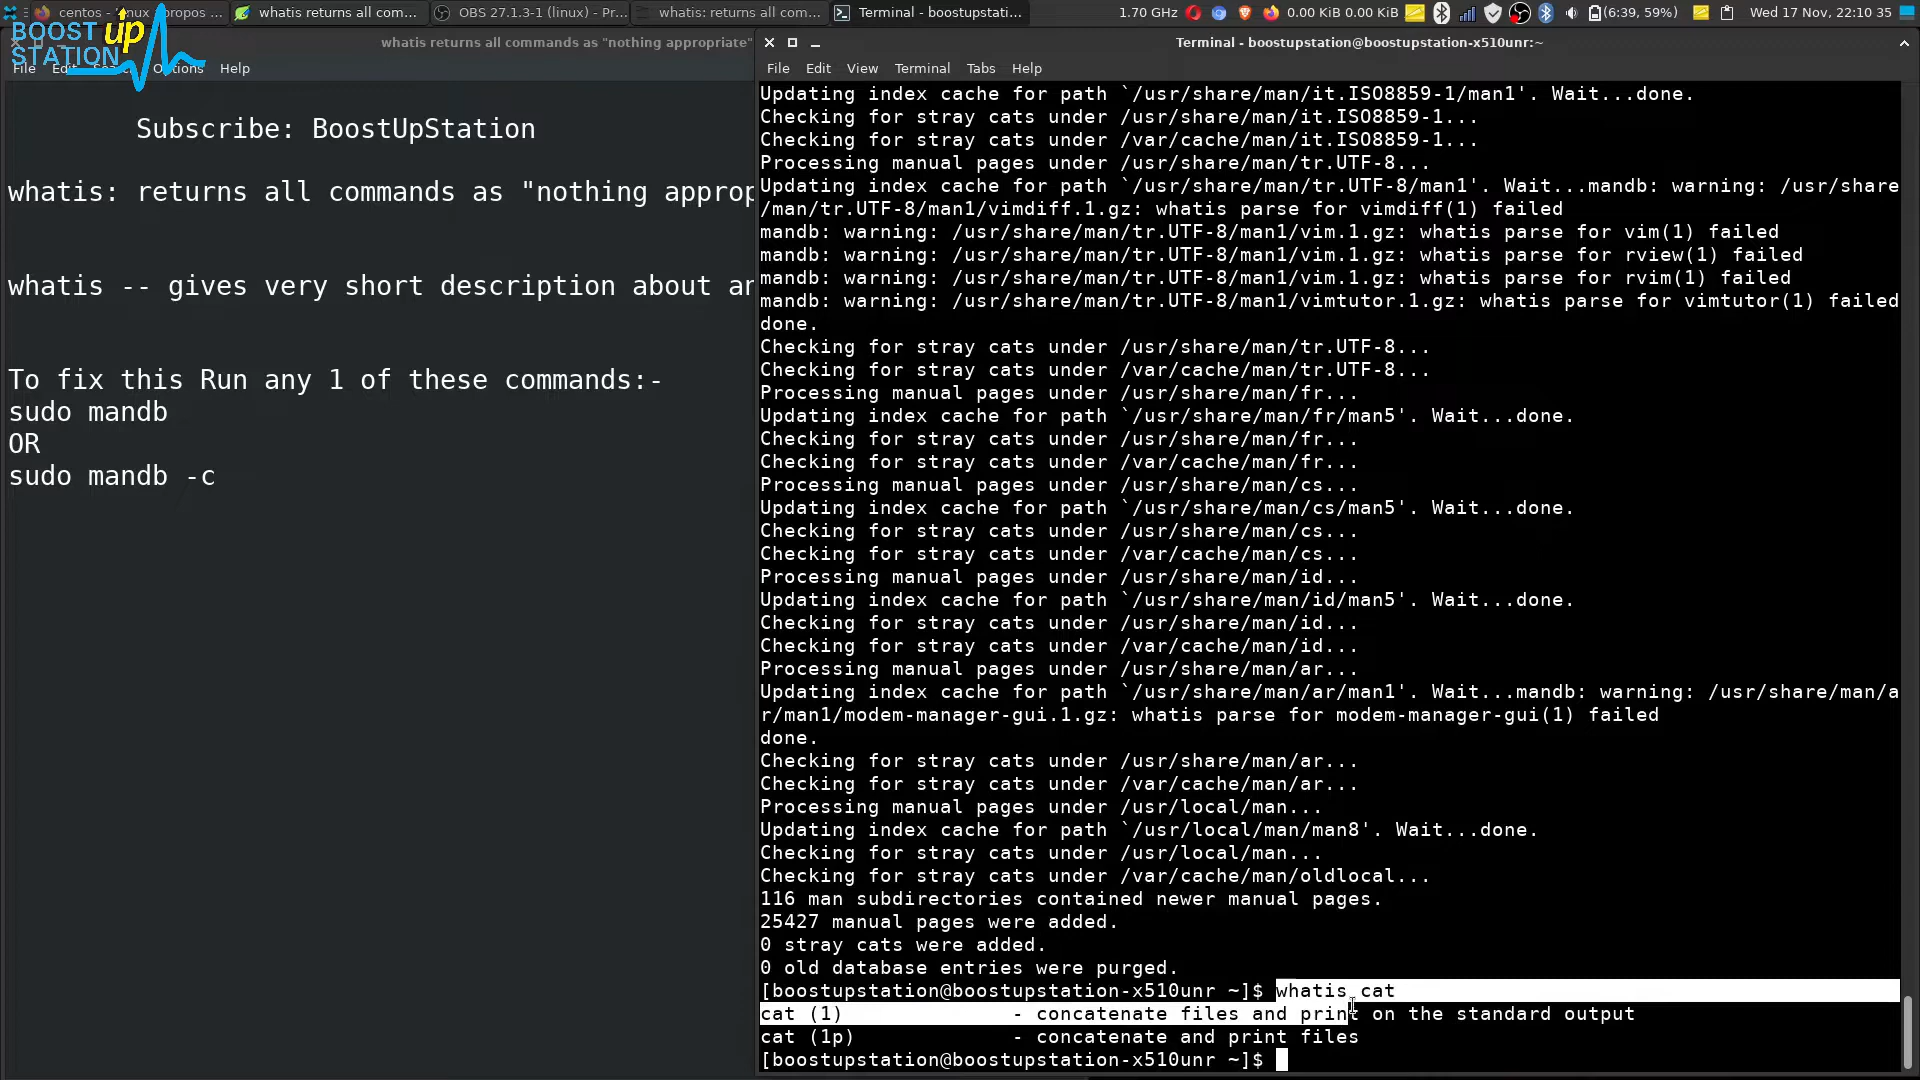 centos - linux apropos ...
whatis returns all com...
OBS 27.1.3-1 (linux) - Pr...
whatis: returns all com...
Terminal - boostupstati...
1.70 GHz
0.00 KiB 0.00 KiB
(6:39, 59%)
Wed 17 Nov, 22:10 35
BOOST up
STATION
whatis returns all commands as "nothing appropriate"
File Edit Search Options Help
Subscribe: BoostUpStation
whatis: returns all commands as "nothing approp
whatis -- gives very short description about an
To fix this Run any 1 of these commands:-
sudo mandb
OR
sudo mandb -c
Terminal - boostupstation@boostupstation-x510unr:~
File Edit View Terminal Tabs Help
Updating index cache for path `/usr/share/man/it.ISO8859-1/man1'. Wait...done.
Checking for stray cats under /usr/share/man/it.ISO8859-1...
Checking for stray cats under /var/cache/man/it.ISO8859-1...
Processing manual pages under /usr/share/man/tr.UTF-8...
Updating index cache for path `/usr/share/man/tr.UTF-8/man1'. Wait...mandb: warning: /usr/share
/man/tr.UTF-8/man1/vimdiff.1.gz: whatis parse for vimdiff(1) failed
mandb: warning: /usr/share/man/tr.UTF-8/man1/vim.1.gz: whatis parse for vim(1) failed
mandb: warning: /usr/share/man/tr.UTF-8/man1/vim.1.gz: whatis parse for rview(1) failed
mandb: warning: /usr/share/man/tr.UTF-8/man1/vim.1.gz: whatis parse for rvim(1) failed
mandb: warning: /usr/share/man/tr.UTF-8/man1/vimtutor.1.gz: whatis parse for vimtutor(1) failed
done.
Checking for stray cats under /usr/share/man/tr.UTF-8...
Checking for stray cats under /var/cache/man/tr.UTF-8...
Processing manual pages under /usr/share/man/fr...
Updating index cache for path `/usr/share/man/fr/man5'. Wait...done.
Checking for stray cats under /usr/share/man/fr...
Checking for stray cats under /var/cache/man/fr...
Processing manual pages under /usr/share/man/cs...
Updating index cache for path `/usr/share/man/cs/man5'. Wait...done.
Checking for stray cats under /usr/share/man/cs...
Checking for stray cats under /var/cache/man/cs...
Processing manual pages under /usr/share/man/id...
Updating index cache for path `/usr/share/man/id/man5'. Wait...done.
Checking for stray cats under /usr/share/man/id...
Checking for stray cats under /var/cache/man/id...
Processing manual pages under /usr/share/man/ar...
Updating index cache for path `/usr/share/man/ar/man1'. Wait...mandb: warning: /usr/share/man/a
r/man1/modem-manager-gui.1.gz: whatis parse for modem-manager-gui(1) failed
done.
Checking for stray cats under /usr/share/man/ar...
Checking for stray cats under /var/cache/man/ar...
Processing manual pages under /usr/local/man...
Updating index cache for path `/usr/local/man/man8'. Wait...done.
Checking for stray cats under /usr/local/man...
Checking for stray cats under /var/cache/man/oldlocal...
116 man subdirectories contained newer manual pages.
25427 manual pages were added.
0 stray cats were added.
0 old database entries were purged.
[boostupstation@boostupstation-x510unr ~]$ whatis cat
cat (1) - concatenate files and print on the standard output
cat (1p) - concatenate and print files
[boostupstation@boostupstation-x510unr ~]$